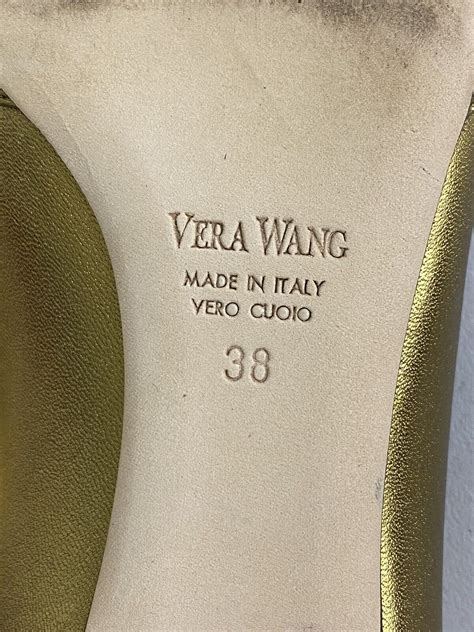 VERA WANG
MADE IN ITALY
VERO CUOIO
38